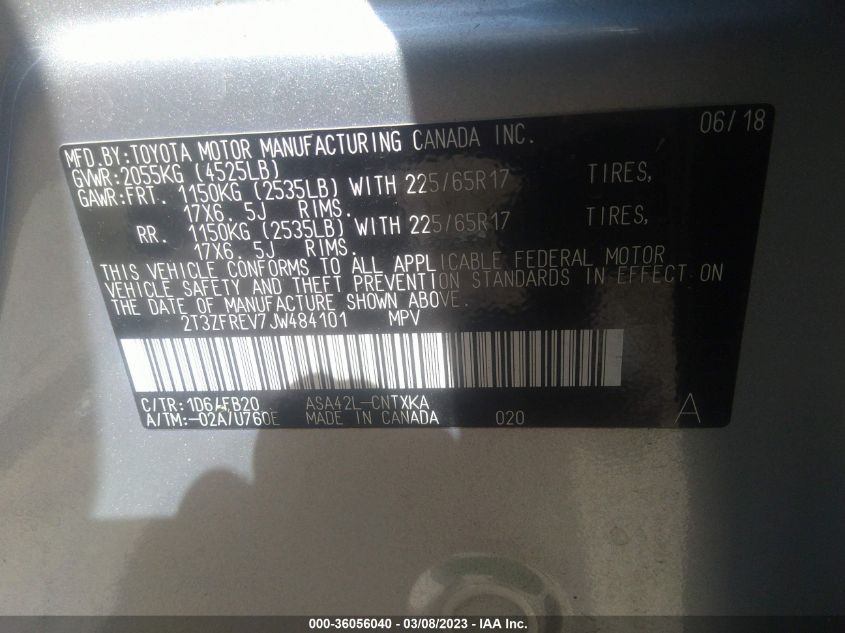 MFD.BY:TOYOTA MOTOR MANUFACTURING CANADA INC. 06/18
GVWR:2055KG (4525LB)
GAWR:FRT. 1150KG (2535LB) WITH 225/65R17 TIRES,
17X6.5J RIMS.
RR. 1150KG (2535LB) WITH 225/65R17 TIRES,
17X6.5J RIMS.
THIS VEHICLE CONFORMS TO ALL APPLICABLE FEDERAL MOTOR
VEHICLE SAFETY AND THEFT PREVENTION STANDARDS IN EFFECT ON
THE DATE OF MANUFACTURE SHOWN ABOVE.
2T3ZFREV7JW484101 MPV
C/TR:1D6/FB20 ASA42L-CNTXKA
A/TM:-02A/U760E MADE IN CANADA 020 A
000-36056040 - 03/08/2023 - IAA Inc.